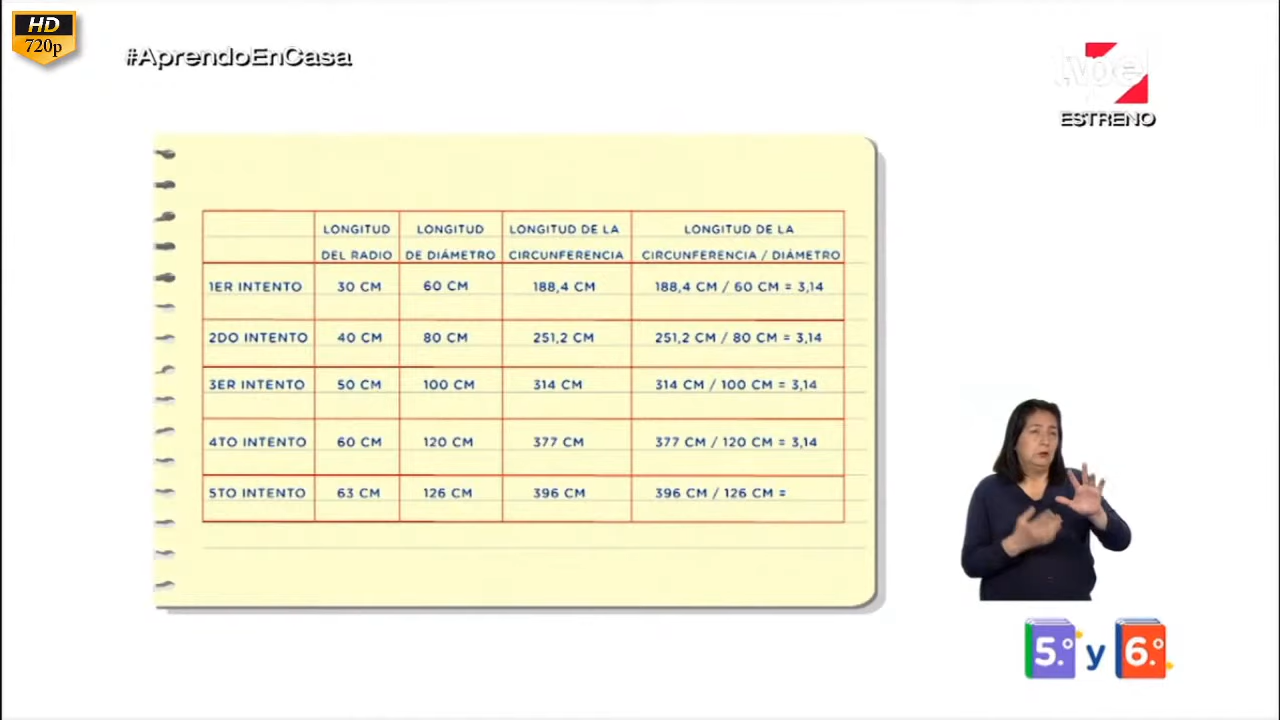 HD
720p
#AprendoEnCasa
tvpe
ESTRENO
LONGITUD DEL RADIO
LONGITUD DE DIÁMETRO
LONGITUD DE LA CIRCUNFERENCIA
LONGITUD DE LA CIRCUNFERENCIA / DIÁMETRO
1ER INTENTO 30 CM 60 CM 188,4 CM 188,4 CM / 60 CM = 3,14
2DO INTENTO 40 CM 80 CM 251,2 CM 251,2 CM / 80 CM = 3,14
3ER INTENTO 50 CM 100 CM 314 CM 314 CM / 100 CM = 3,14
4TO INTENTO 60 CM 120 CM 377 CM 377 CM / 120 CM = 3,14
5TO INTENTO 63 CM 126 CM 396 CM 396 CM / 126 CM =
5.° y 6.°